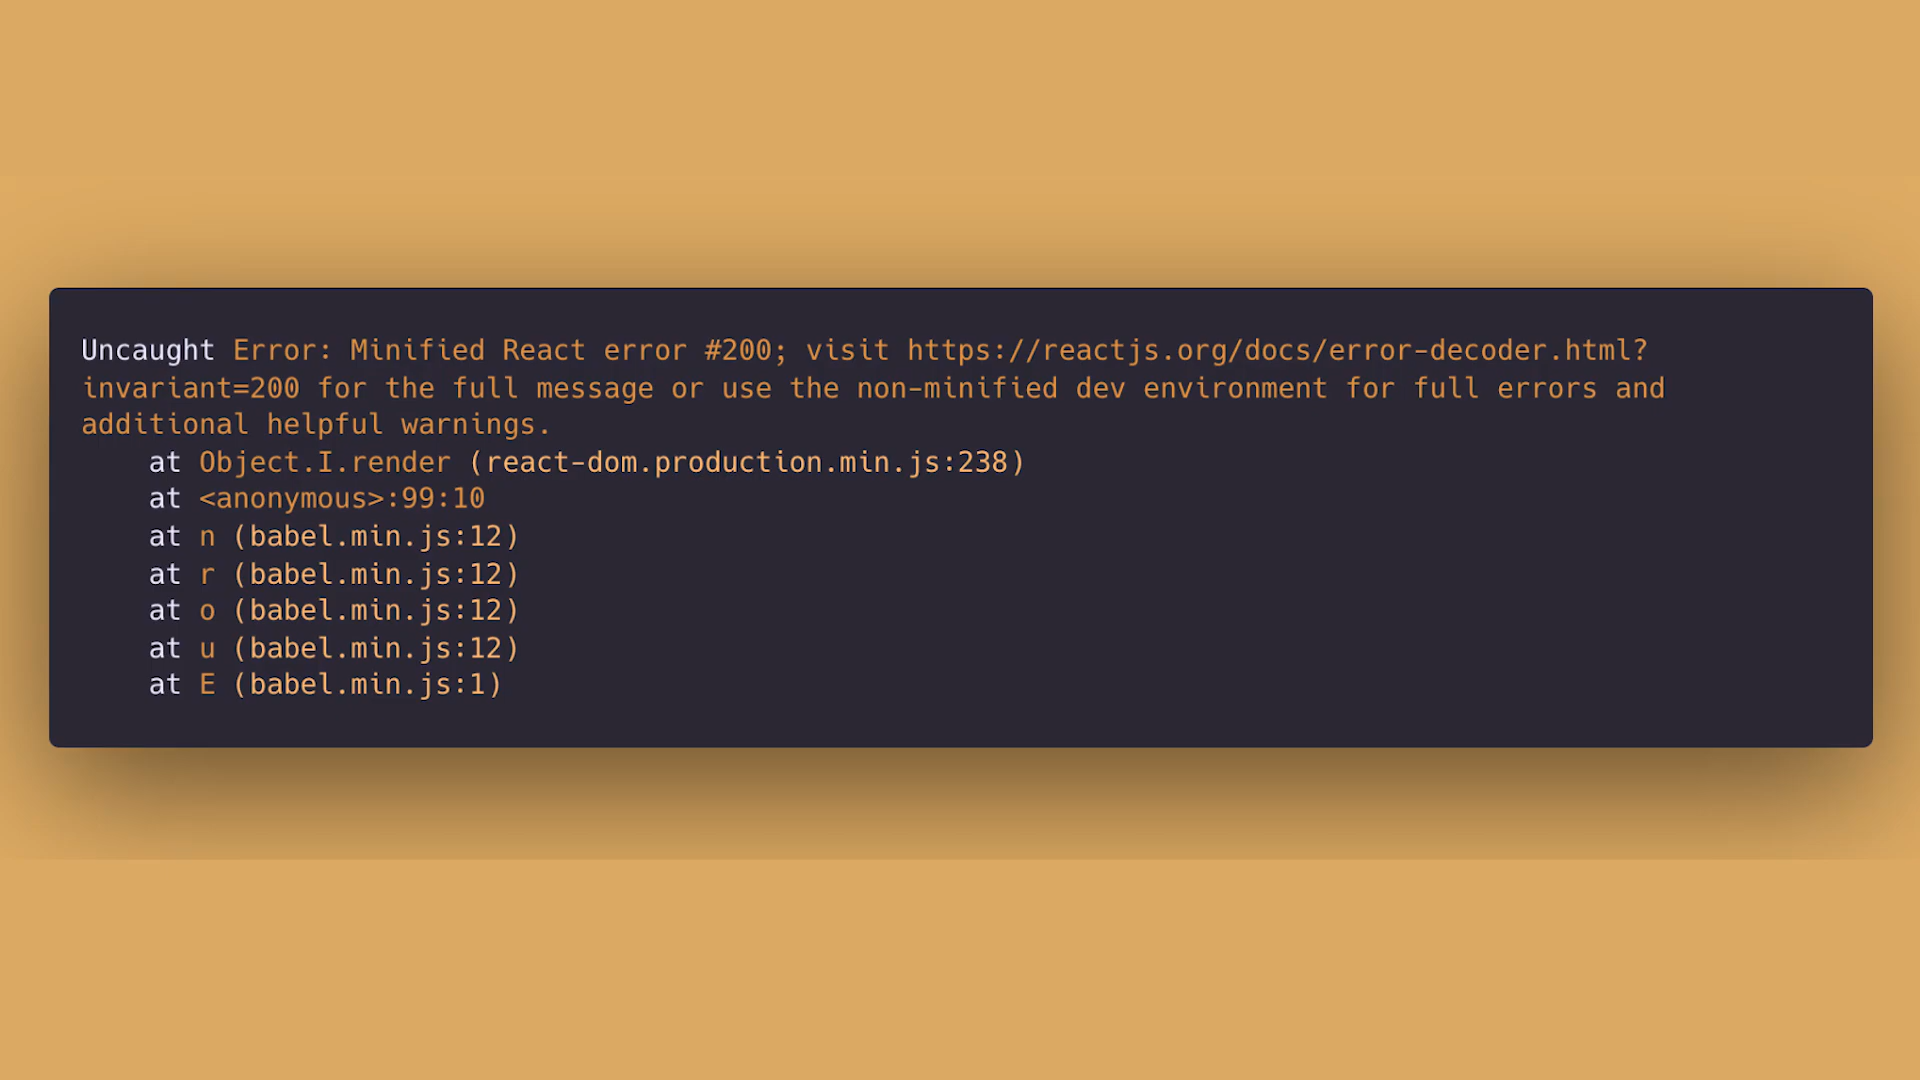 Uncaught Error: Minified React error #200; visit https://reactjs.org/docs/error-decoder.html?
invariant=200 for the full message or use the non-minified dev environment for full errors and
additional helpful warnings.
at Object.I.render (react-dom.production.min.js:238)
at <anonymous>:99:10
at n (babel.min.js:12)
at r (babel.min.js:12)
at o (babel.min.js:12)
at u (babel.min.js:12)
at E (babel.min.js:1)